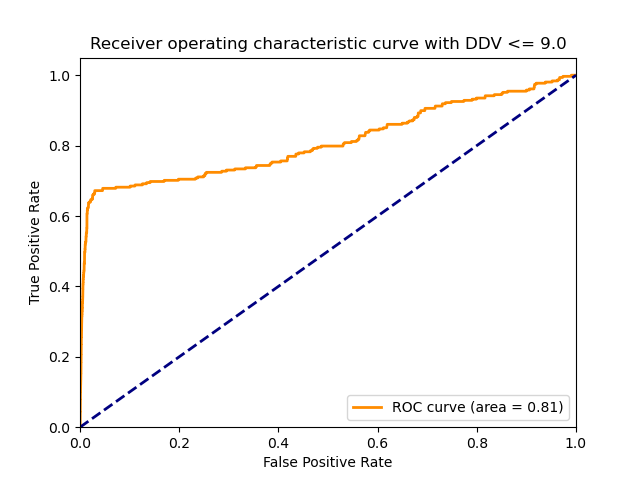 Receiver operating characteristic curve with DDV <= 9.0
True Positive Rate
1.0
0.8
0.6
0.4
0.2
0.0
ROC curve (area = 0.81)
0.0 0.2 0.4 0.6 0.8 1.0
False Positive Rate